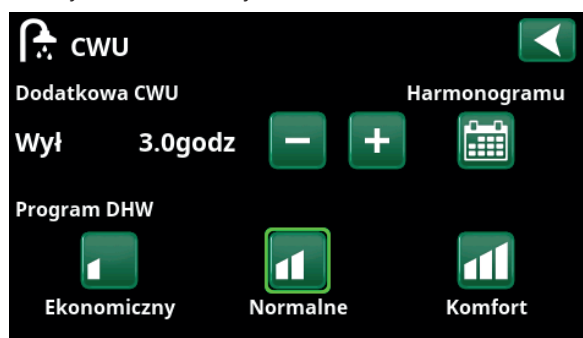 CWU
Dodatkowa CWU Harmonogramu
Wył 3.0godz − +
Program DHW
Ekonomiczny Normalne Komfort